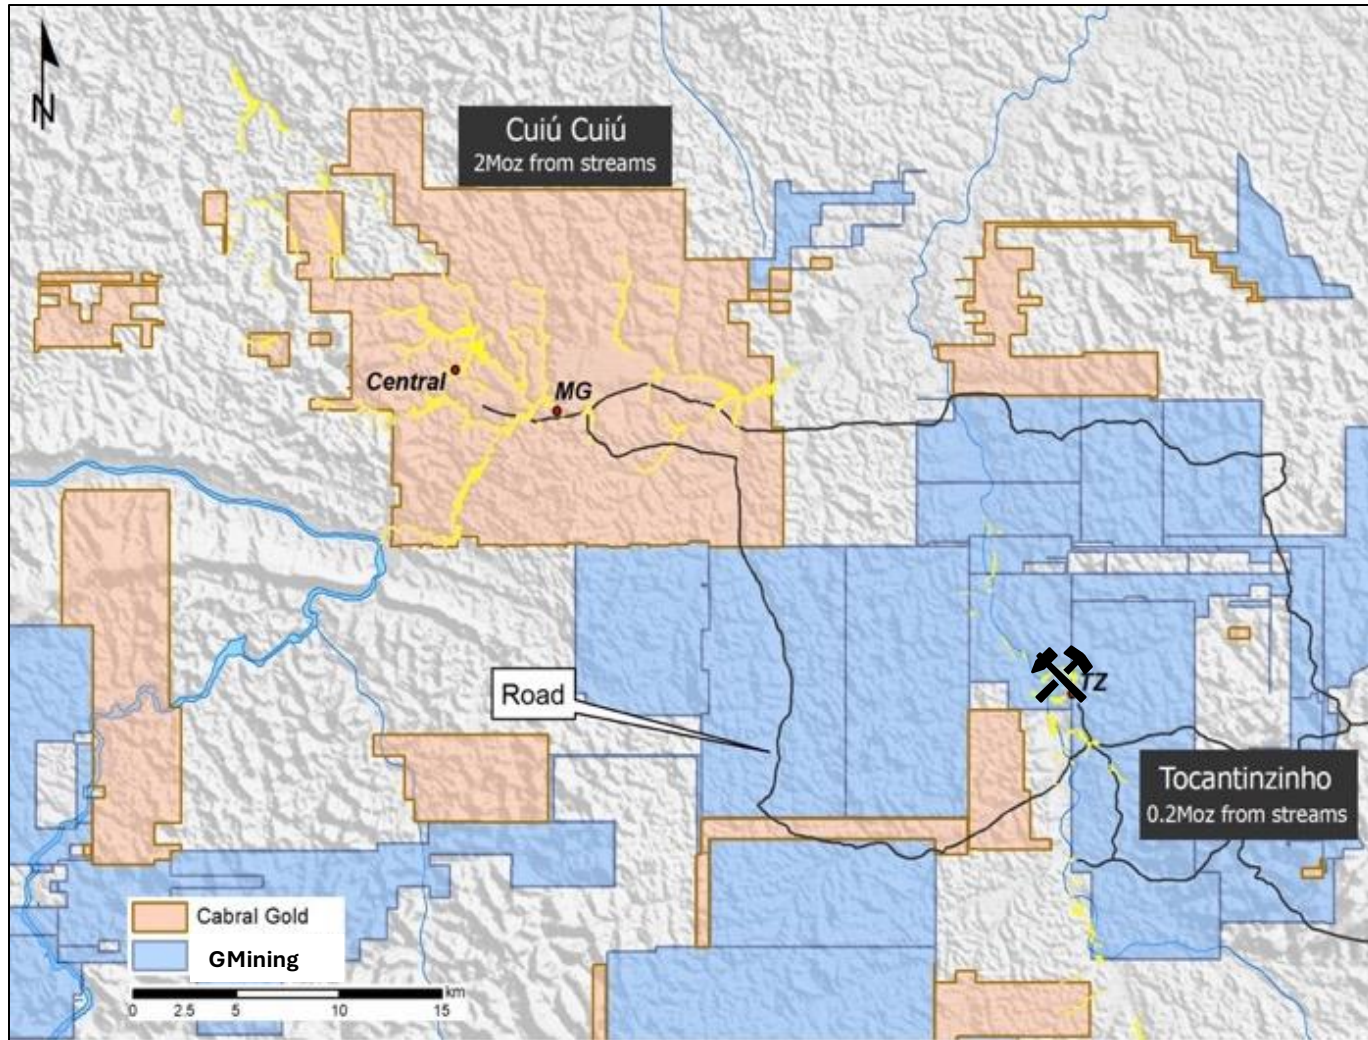 N
Cuiú Cuiú
2Moz from streams
Central
MG
Road
TZ
Tocantinzinho
0.2Moz from streams
Cabral Gold
GMining
km
0 2.5 5 10 15